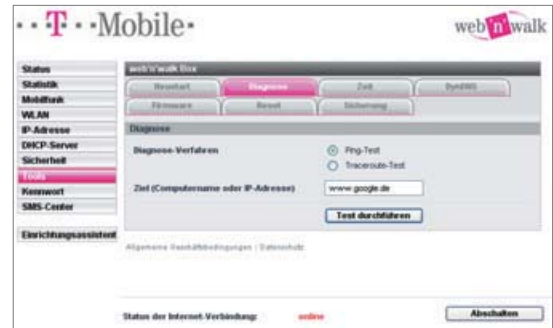 ··T··Mobile·
web'n'walk
Status
Statistik
Mobilfunk
WLAN
IP-Adresse
DHCP-Server
Sicherheit
Tools
Kennwort
SMS-Center
Einrichtungsassistent
web'n'walk Box
Neustart Diagnose Zeit DynDNS
Firmware Reset Sicherung
Diagnose
Diagnose-Verfahren
Ping-Test
Traceroute-Test
Ziel (Computername oder IP-Adresse) www.google.de
Test durchführen
Allgemeine Geschäftsbedingungen | Datenschutz
Status der Internet-Verbindung: online Abschalten